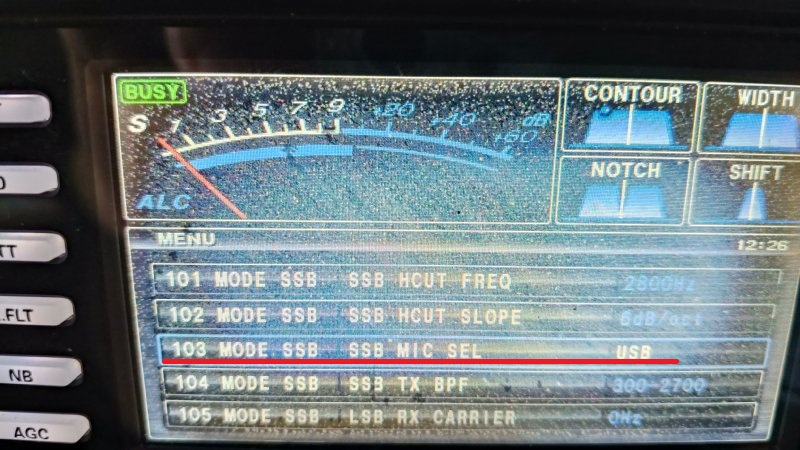 BUSY
S 1 3 5 7 9 +20 +40 +60 dB
ALC
CONTOUR
WIDTH
NOTCH
SHIFT
MENU 12:26
101 MODE SSB SSB HCUT FREQ 2800Hz
102 MODE SSB SSB HCUT SLOPE 6dB/oct
103 MODE SSB SSB MIC SEL USB
104 MODE SSB SSB TX BPF 300-2700
105 MODE SSB LSB RX CARRIER 0Hz
.FLT
NB
AGC